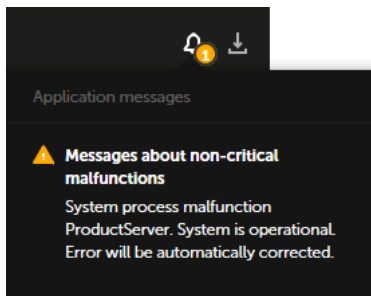 1
Application messages
Messages about non-critical
malfunctions
System process malfunction
ProductServer. System is operational.
Error will be automatically corrected.